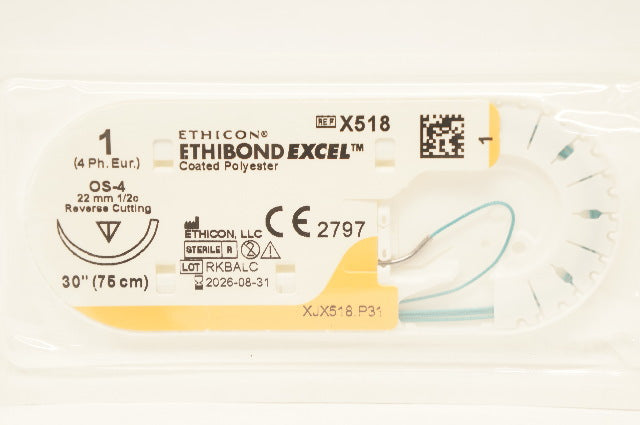 1
(4 Ph. Eur.)
OS-4
22 mm 1/2c
Reverse Cutting
30" (75 cm)
ETHICON®
ETHIBOND EXCEL™
Coated Polyester
REF X518
1
ETHICON, LLC
CE 2797
STERILE R 2
LOT RKBALC
2026-08-31
XJX518.P31